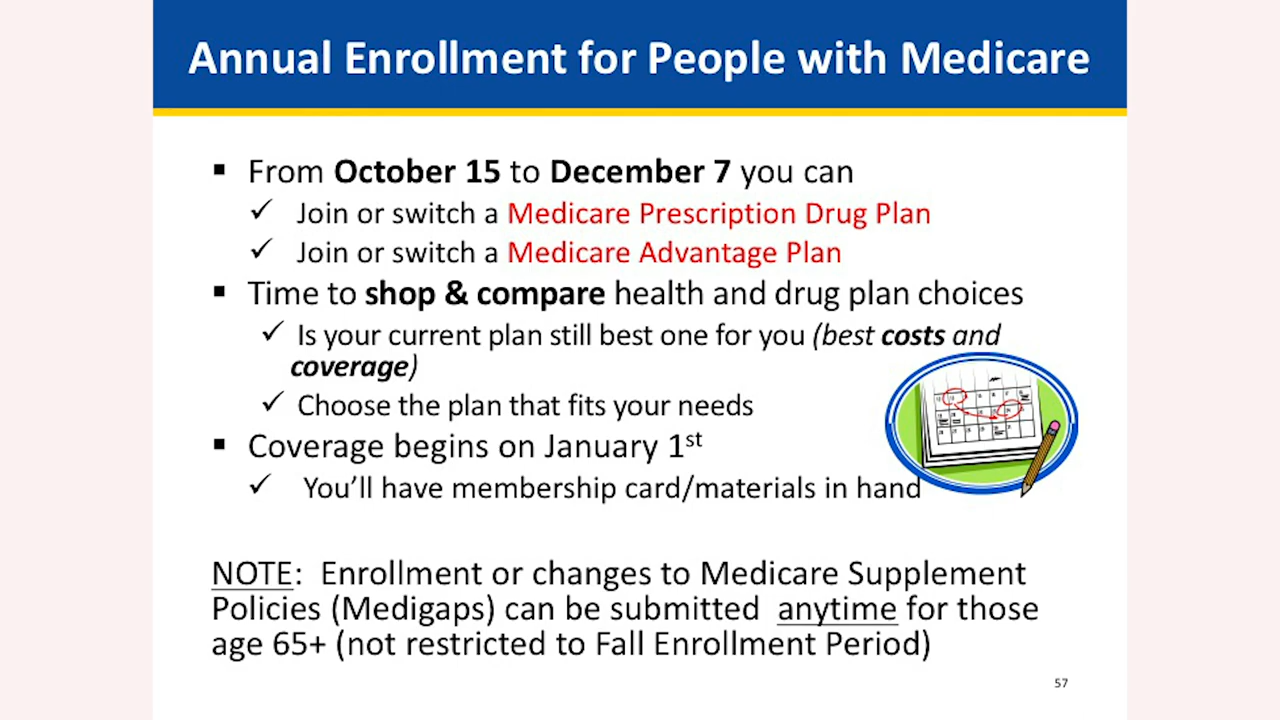 Annual Enrollment for People with Medicare
▪ From October 15 to December 7 you can
✓ Join or switch a Medicare Prescription Drug Plan
✓ Join or switch a Medicare Advantage Plan
▪ Time to shop & compare health and drug plan choices
✓ Is your current plan still best one for you (best costs and
coverage)
✓ Choose the plan that fits your needs
▪ Coverage begins on January 1st
✓ You’ll have membership card/materials in hand
NOTE: Enrollment or changes to Medicare Supplement
Policies (Medigaps) can be submitted anytime for those
age 65+ (not restricted to Fall Enrollment Period)
57